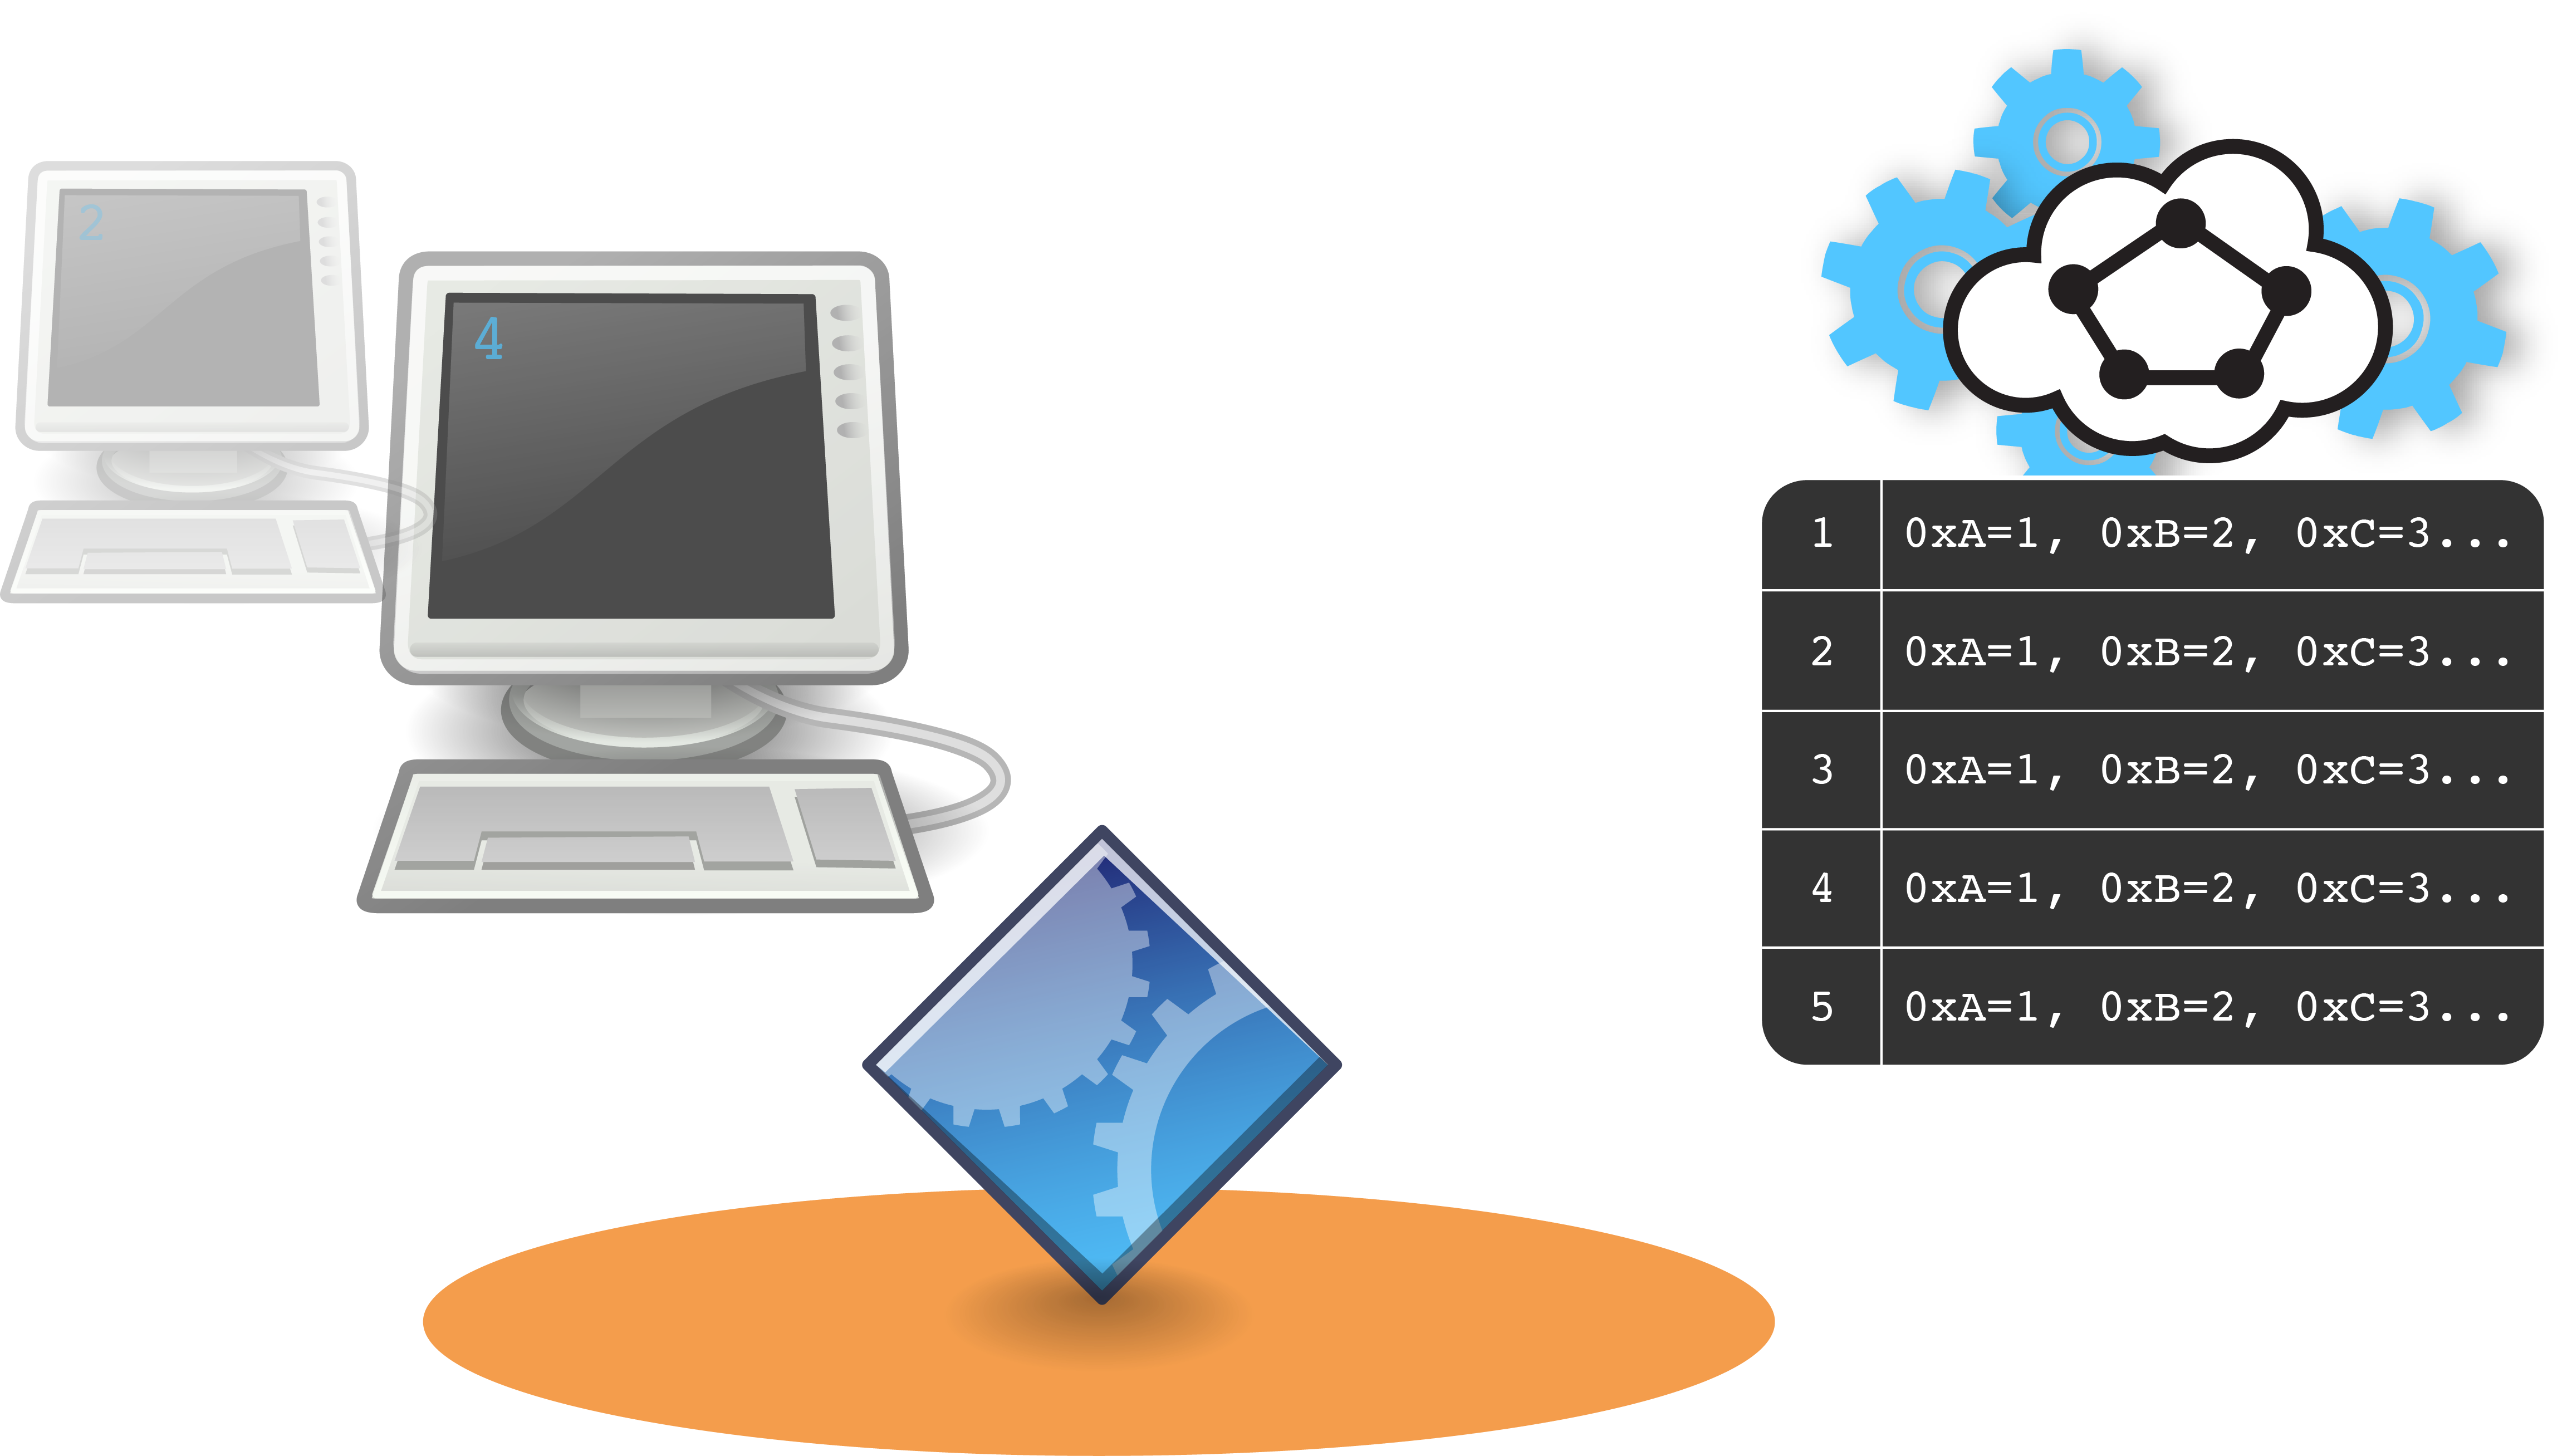 2
4
1 0xA=1, 0xB=2, 0xC=3...
2 0xA=1, 0xB=2, 0xC=3...
3 0xA=1, 0xB=2, 0xC=3...
4 0xA=1, 0xB=2, 0xC=3...
5 0xA=1, 0xB=2, 0xC=3...